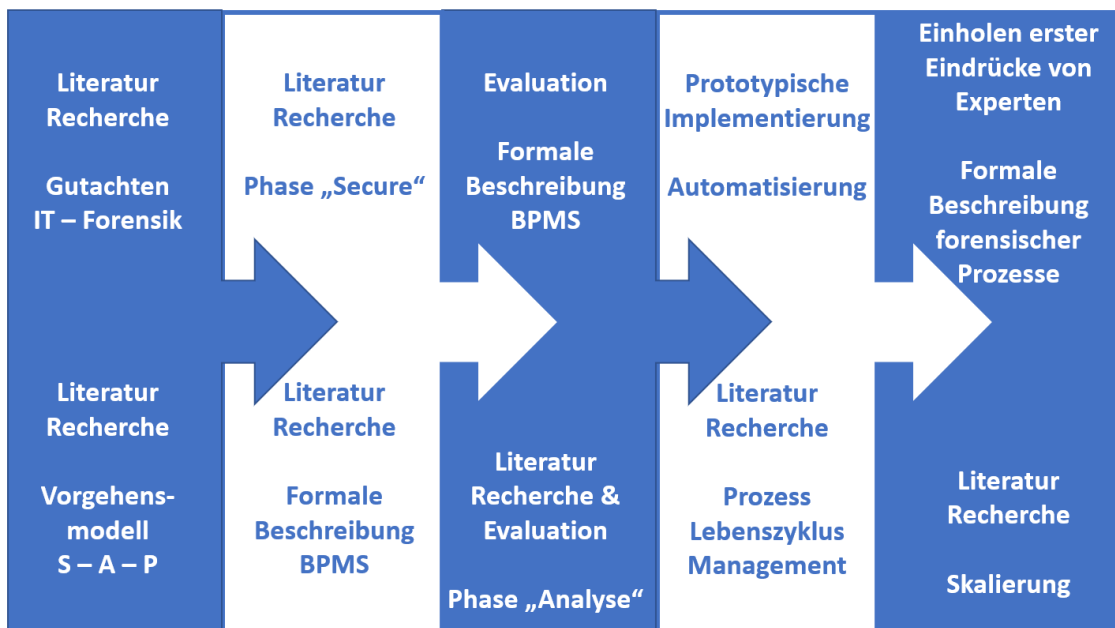 Literatur
Recherche
Gutachten
IT – Forensik
Literatur
Recherche
Vorgehens-
modell
S – A – P
Literatur
Recherche
Phase „Secure“
Literatur
Recherche
Formale
Beschreibung
BPMS
Evaluation
Formale
Beschreibung
BPMS
Literatur
Recherche &
Evaluation
Phase „Analyse“
Prototypische
Implementierung
Automatisierung
Literatur
Recherche
Prozess
Lebenszyklus
Management
Einholen erster
Eindrücke von
Experten
Formale
Beschreibung
forensischer
Prozesse
Literatur
Recherche
Skalierung